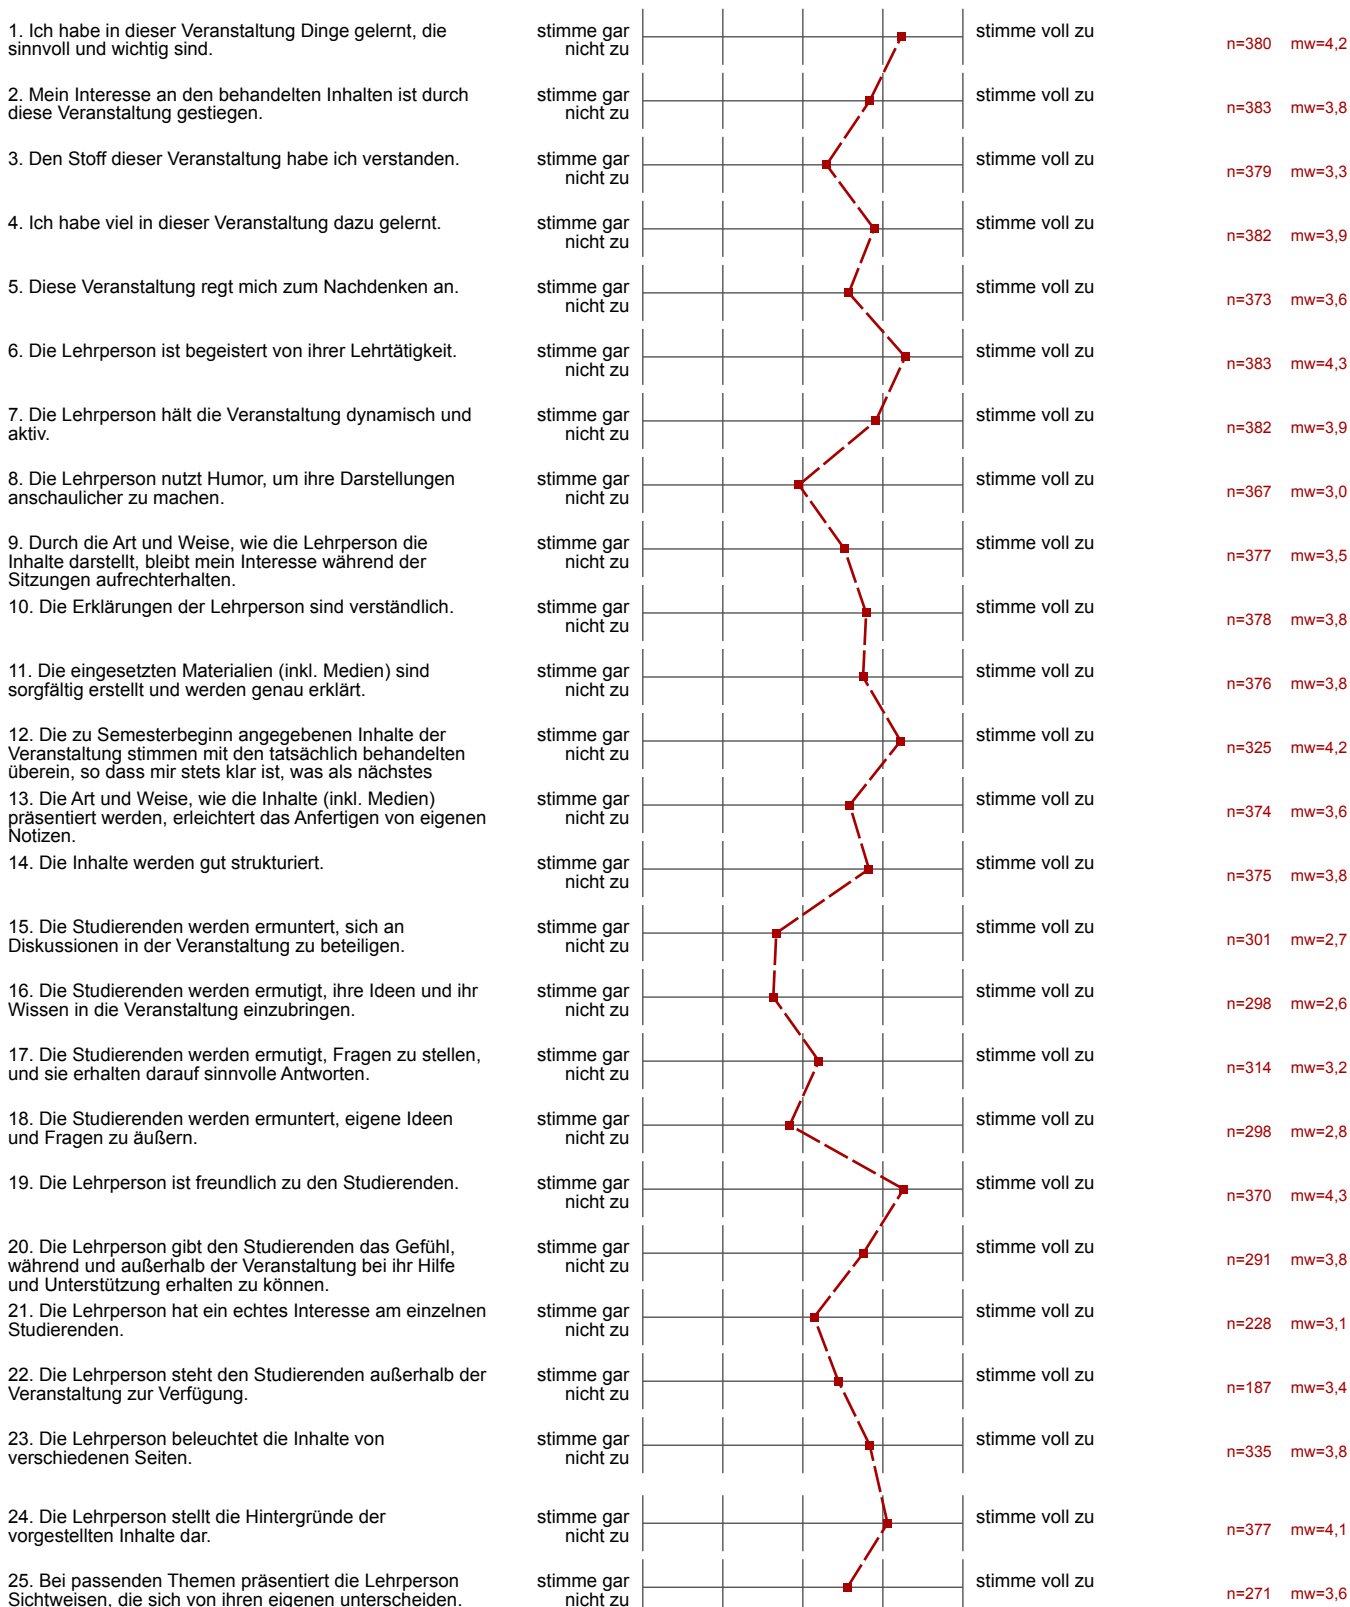 1. Ich habe in dieser Veranstaltung Dinge gelernt, die
sinnvoll und wichtig sind.
stimme gar
nicht zu
stimme voll zu
n=380 mw=4,2
2. Mein Interesse an den behandelten Inhalten ist durch
diese Veranstaltung gestiegen.
stimme gar
nicht zu
stimme voll zu
n=383 mw=3,8
3. Den Stoff dieser Veranstaltung habe ich verstanden.
stimme gar
nicht zu
stimme voll zu
n=379 mw=3,3
4. Ich habe viel in dieser Veranstaltung dazu gelernt.
stimme gar
nicht zu
stimme voll zu
n=382 mw=3,9
5. Diese Veranstaltung regt mich zum Nachdenken an.
stimme gar
nicht zu
stimme voll zu
n=373 mw=3,6
6. Die Lehrperson ist begeistert von ihrer Lehrtätigkeit.
stimme gar
nicht zu
stimme voll zu
n=383 mw=4,3
7. Die Lehrperson hält die Veranstaltung dynamisch und
aktiv.
stimme gar
nicht zu
stimme voll zu
n=382 mw=3,9
8. Die Lehrperson nutzt Humor, um ihre Darstellungen
anschaulicher zu machen.
stimme gar
nicht zu
stimme voll zu
n=367 mw=3,0
9. Durch die Art und Weise, wie die Lehrperson die
Inhalte darstellt, bleibt mein Interesse während der
Sitzungen aufrechterhalten.
stimme gar
nicht zu
stimme voll zu
n=377 mw=3,5
10. Die Erklärungen der Lehrperson sind verständlich.
stimme gar
nicht zu
stimme voll zu
n=378 mw=3,8
11. Die eingesetzten Materialien (inkl. Medien) sind
sorgfältig erstellt und werden genau erklärt.
stimme gar
nicht zu
stimme voll zu
n=376 mw=3,8
12. Die zu Semesterbeginn angegebenen Inhalte der
Veranstaltung stimmen mit den tatsächlich behandelten
überein, so dass mir stets klar ist, was als nächstes
stimme gar
nicht zu
stimme voll zu
n=325 mw=4,2
13. Die Art und Weise, wie die Inhalte (inkl. Medien)
präsentiert werden, erleichtert das Anfertigen von eigenen
Notizen.
stimme gar
nicht zu
stimme voll zu
n=374 mw=3,6
14. Die Inhalte werden gut strukturiert.
stimme gar
nicht zu
stimme voll zu
n=375 mw=3,8
15. Die Studierenden werden ermuntert, sich an
Diskussionen in der Veranstaltung zu beteiligen.
stimme gar
nicht zu
stimme voll zu
n=301 mw=2,7
16. Die Studierenden werden ermutigt, ihre Ideen und ihr
Wissen in die Veranstaltung einzubringen.
stimme gar
nicht zu
stimme voll zu
n=298 mw=2,6
17. Die Studierenden werden ermutigt, Fragen zu stellen,
und sie erhalten darauf sinnvolle Antworten.
stimme gar
nicht zu
stimme voll zu
n=314 mw=3,2
18. Die Studierenden werden ermuntert, eigene Ideen
und Fragen zu äußern.
stimme gar
nicht zu
stimme voll zu
n=298 mw=2,8
19. Die Lehrperson ist freundlich zu den Studierenden.
stimme gar
nicht zu
stimme voll zu
n=370 mw=4,3
20. Die Lehrperson gibt den Studierenden das Gefühl,
während und außerhalb der Veranstaltung bei ihr Hilfe
und Unterstützung erhalten zu können.
stimme gar
nicht zu
stimme voll zu
n=291 mw=3,8
21. Die Lehrperson hat ein echtes Interesse am einzelnen
Studierenden.
stimme gar
nicht zu
stimme voll zu
n=228 mw=3,1
22. Die Lehrperson steht den Studierenden außerhalb der
Veranstaltung zur Verfügung.
stimme gar
nicht zu
stimme voll zu
n=187 mw=3,4
23. Die Lehrperson beleuchtet die Inhalte von
verschiedenen Seiten.
stimme gar
nicht zu
stimme voll zu
n=335 mw=3,8
24. Die Lehrperson stellt die Hintergründe der
vorgestellten Inhalte dar.
stimme gar
nicht zu
stimme voll zu
n=377 mw=4,1
25. Bei passenden Themen präsentiert die Lehrperson
Sichtweisen, die sich von ihren eigenen unterscheiden.
stimme gar
nicht zu
stimme voll zu
n=271 mw=3,6